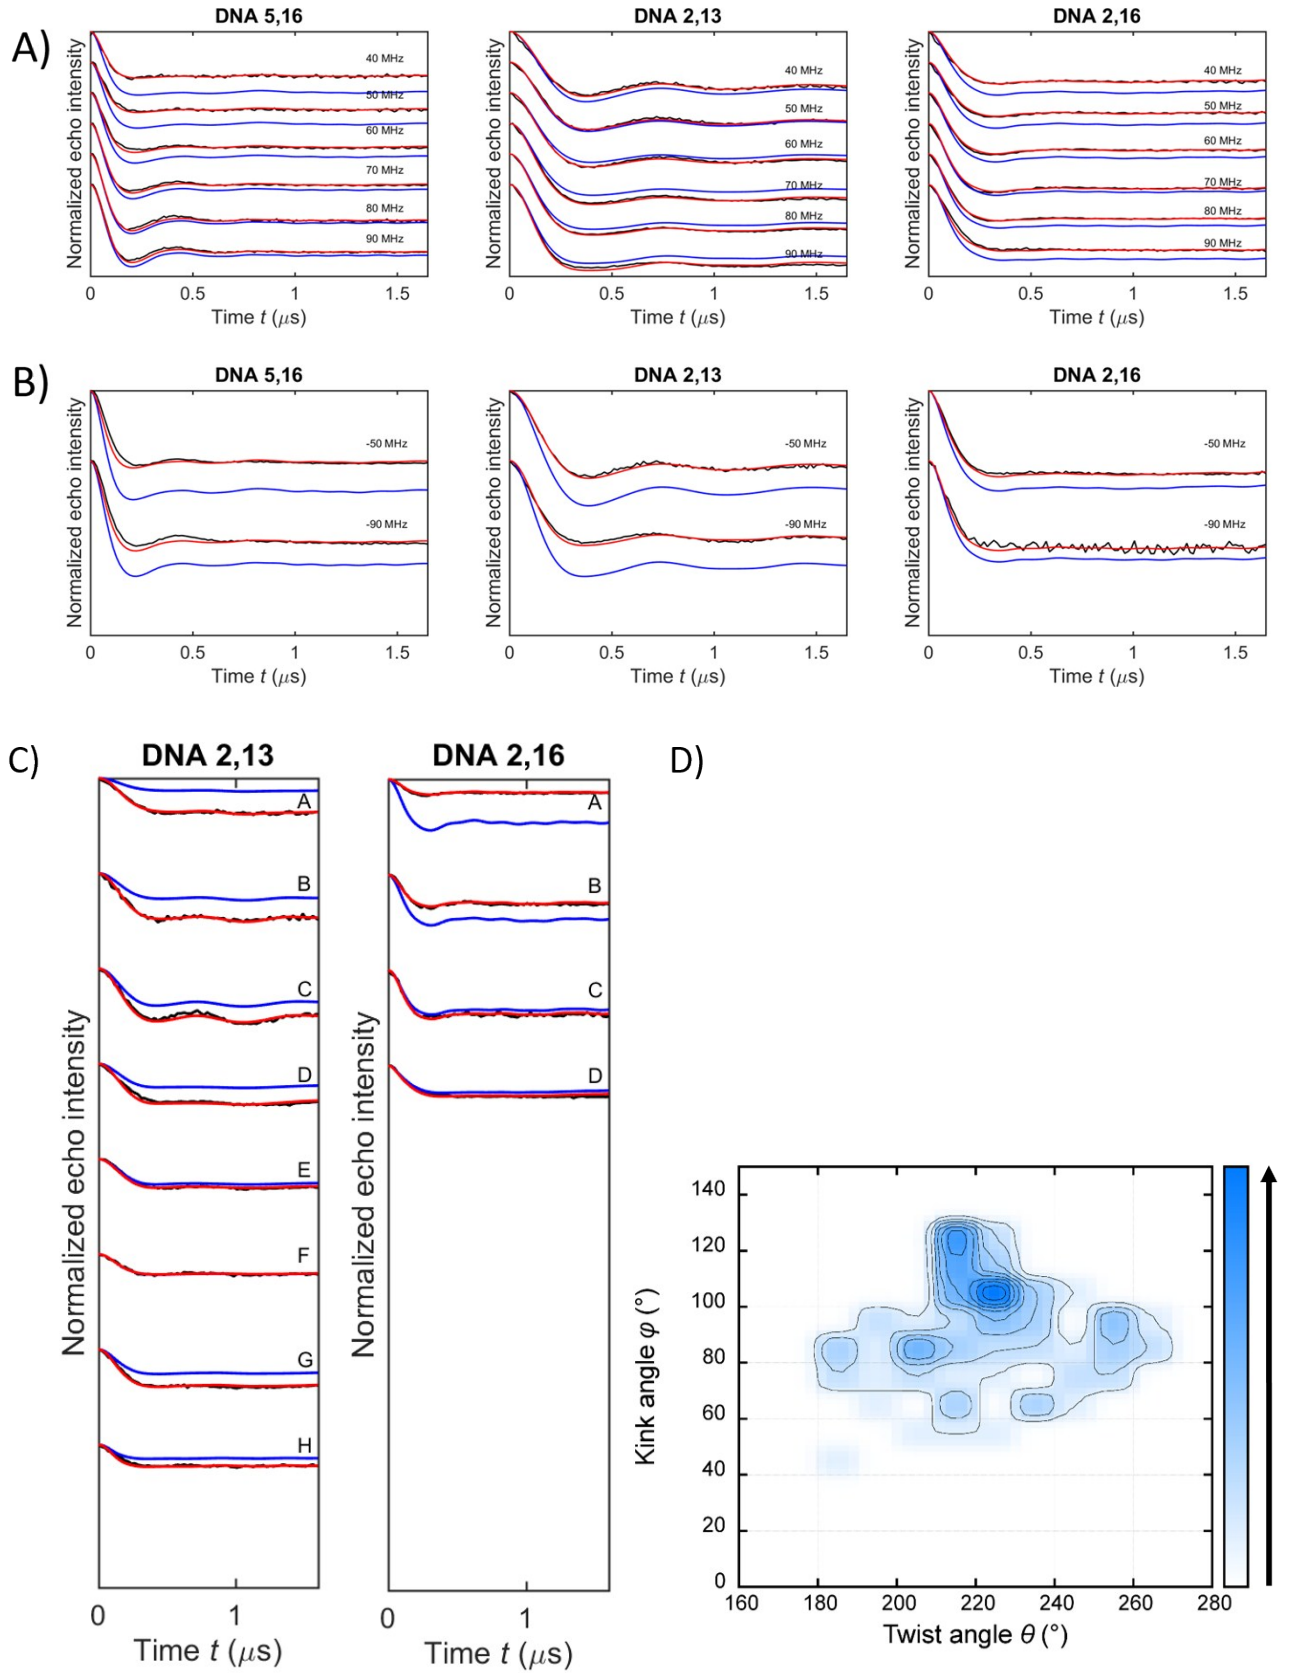 A)
DNA 5,16
DNA 2,13
DNA 2,16
Normalized echo intensity
40 MHz
50 MHz
60 MHz
70 MHz
80 MHz
90 MHz
0 0.5 1 1.5
Time t (μs)
Normalized echo intensity
40 MHz
50 MHz
60 MHz
70 MHz
80 MHz
90 MHz
0 0.5 1 1.5
Time t (μs)
Normalized echo intensity
40 MHz
50 MHz
60 MHz
70 MHz
80 MHz
90 MHz
0 0.5 1 1.5
Time t (μs)
B)
DNA 5,16
DNA 2,13
DNA 2,16
Normalized echo intensity
-50 MHz
-90 MHz
0 0.5 1 1.5
Time t (μs)
Normalized echo intensity
-50 MHz
-90 MHz
0 0.5 1 1.5
Time t (μs)
Normalized echo intensity
-50 MHz
-90 MHz
0 0.5 1 1.5
Time t (μs)
C)
DNA 2,13
Normalized echo intensity
A
B
C
D
E
F
G
H
0 1
Time t (μs)
DNA 2,16
Normalized echo intensity
A
B
C
D
0 1
Time t (μs)
D)
Kink angle φ (°)
140
120
100
80
60
40
20
0
160 180 200 220 240 260 280
Twist angle θ (°)